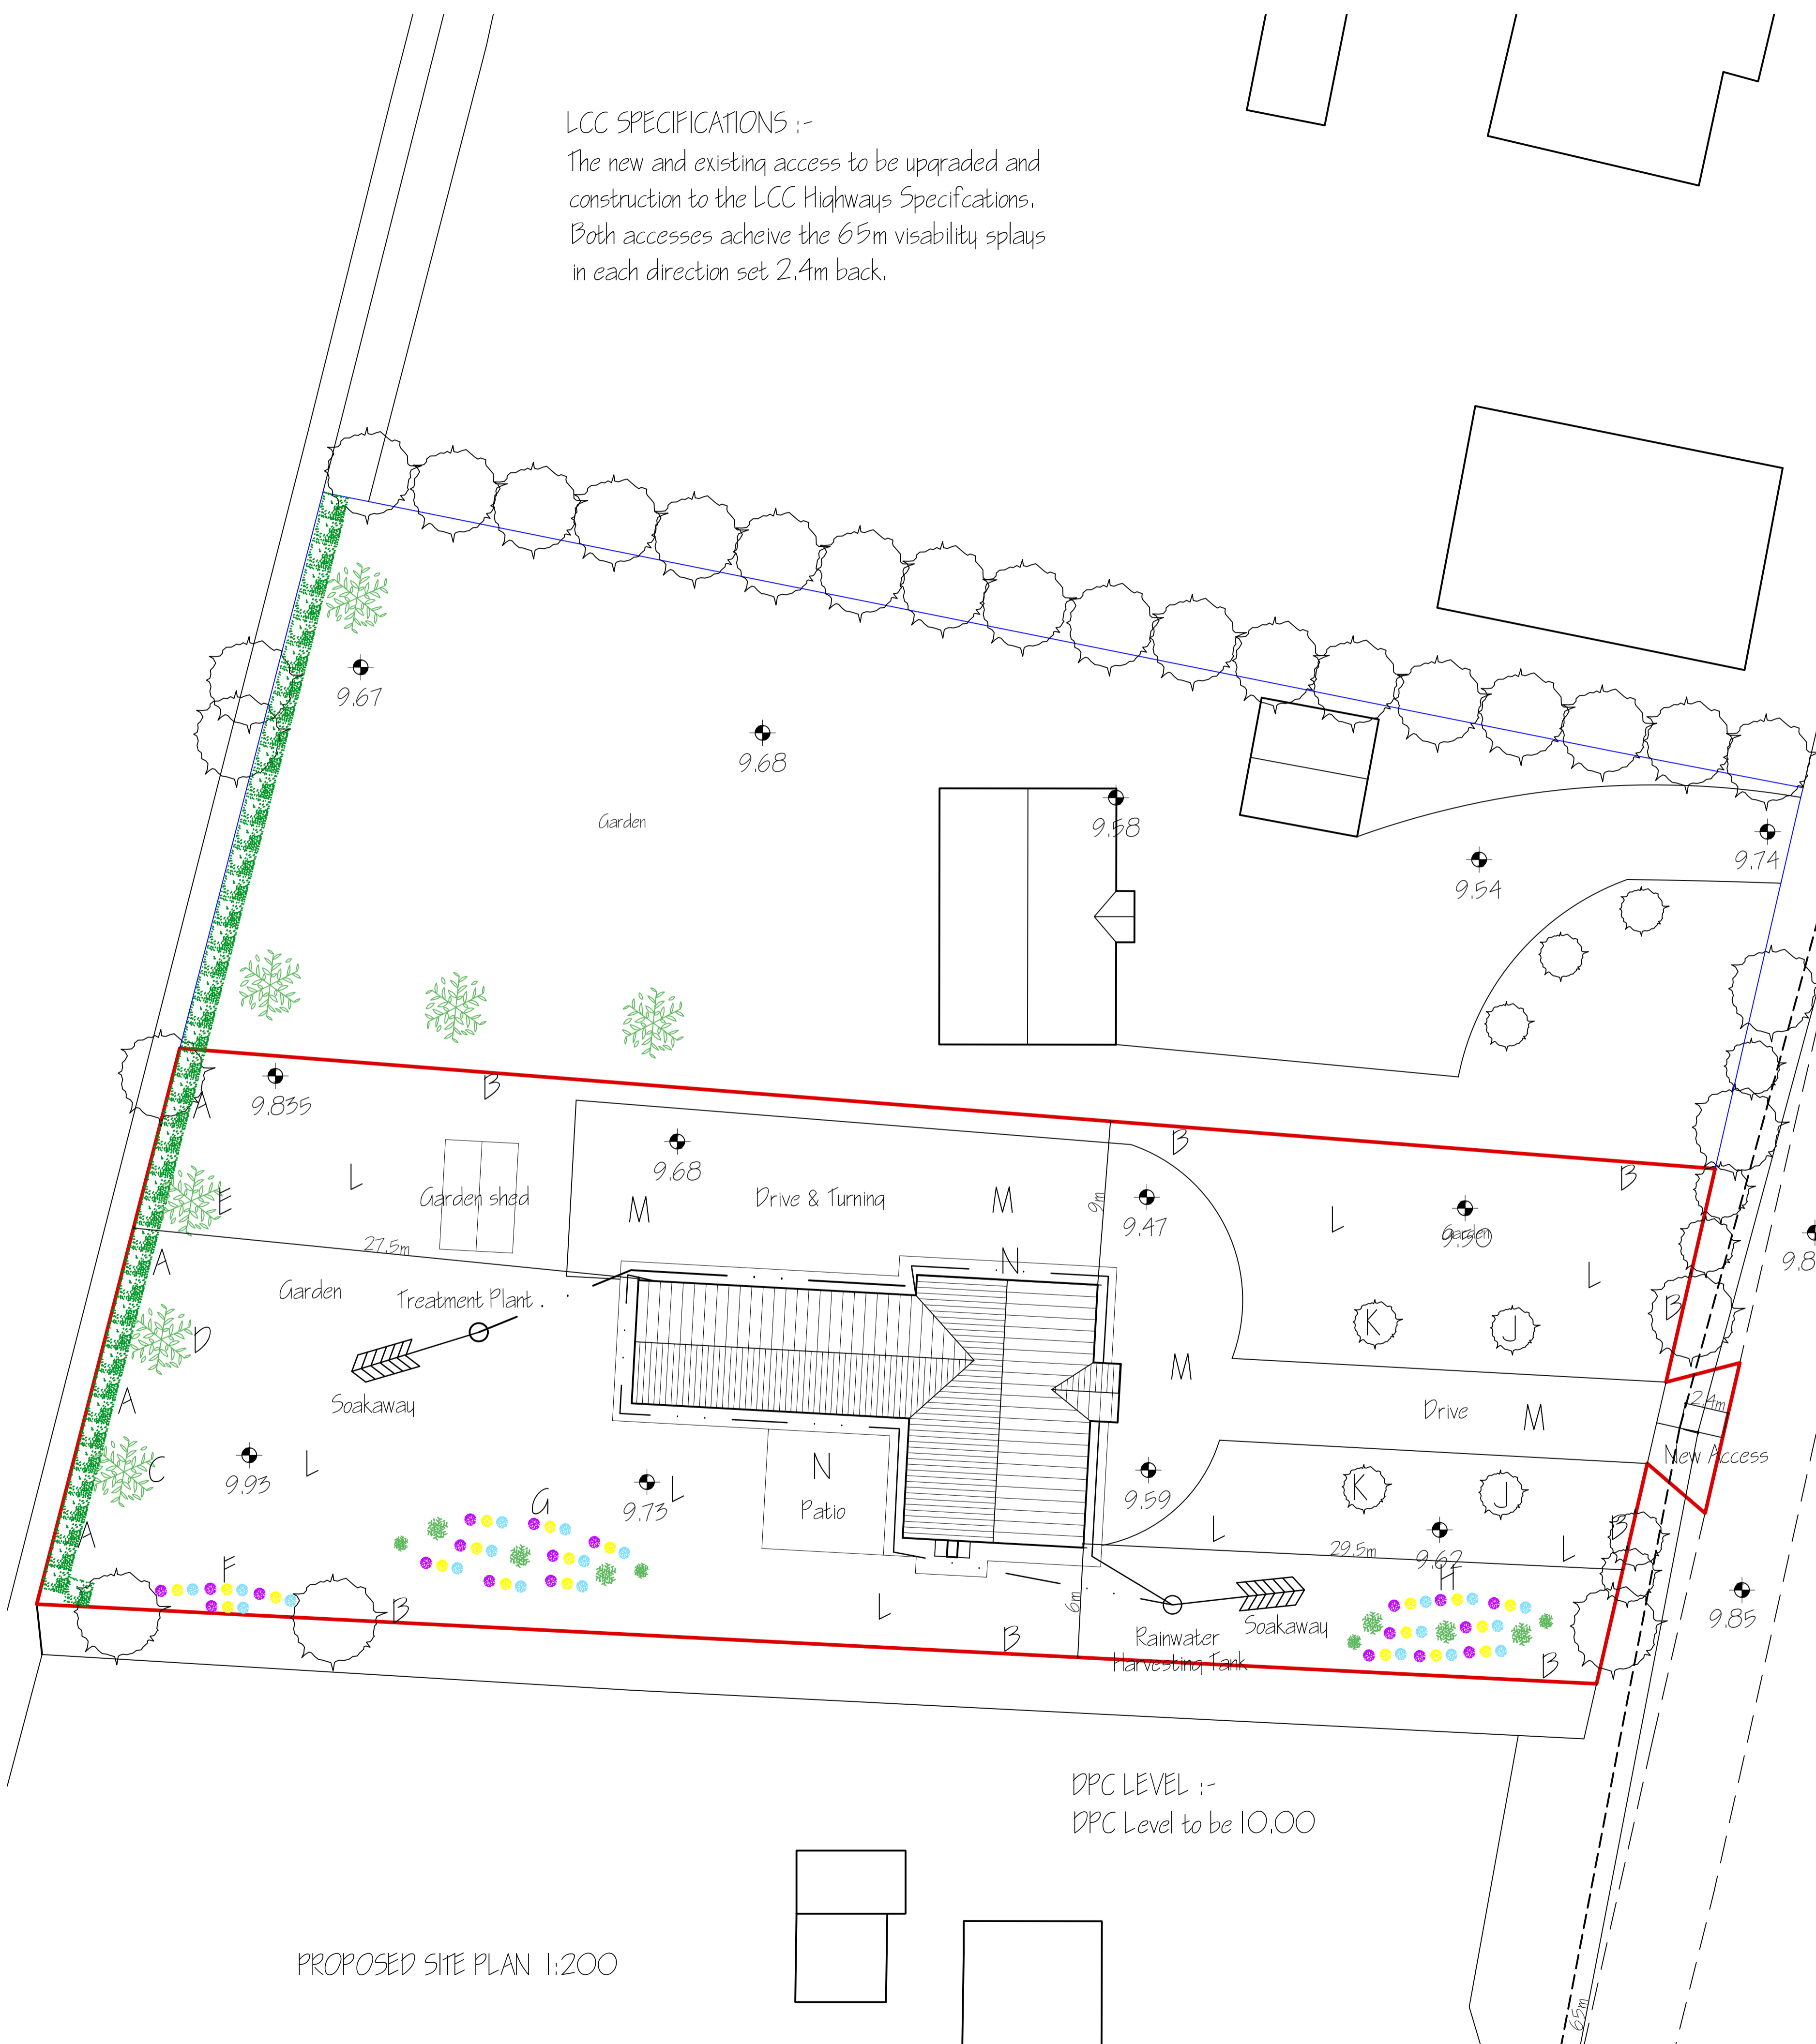 LCC SPECIFICATIONS :-
The new and existing access to be upgraded and
construction to the LCC Highways Specifcations.
Both accesses acheive the 65m visability splays
in each direction set 2.4m back.
9.67
9.68
Garden
9.58
9.54
9.74
A
9.835
B
B
B
L
E
Garden shed
9.68
M
Drive & Turning
M
9m
9.47
L
Garden
9.50
L
27.5m
A
Garden
Treatment Plant
N
B
K
J
D
Soakaway
M
2.4m
Drive
M
A
C
9.93
L
G
9.73
L
N
Patio
9.59
K
J
New Access
A
L
29.5m
9.62
L
B
F
B
L
B
6m
Rainwater
Harvesting Tank
Soakaway
H
B
9.85
DPC LEVEL :-
DPC Level to be 10.00
PROPOSED SITE PLAN 1:200
65m